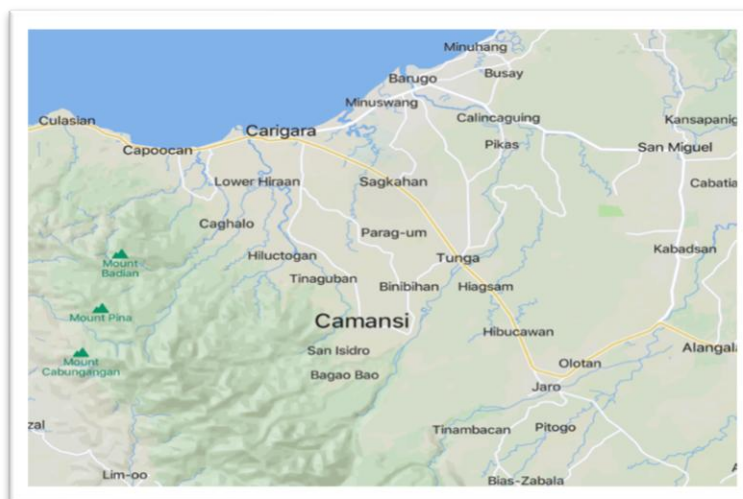 Minuhang
Busay
Barugo
Minuswang
Culasian
Calincaguing
Kansapanig
Carigara
Capoocan
Pikas
San Miguel
Lower Hiraan
Sagkahan
Cabatia
Caghalo
Parag-um
Kabadsan
Hiluctogan
Tunga
Mount
Badian
Tinaguban
Binibihan
Hiagsam
Mount Pina
Camansi
Hibucawan
San Isidro
Alangala
Mount
Cabungangan
Olotan
Bagao Bao
Jaro
zal
Tinambacan
Pitogo
Lim-oo
Bias-Zabala